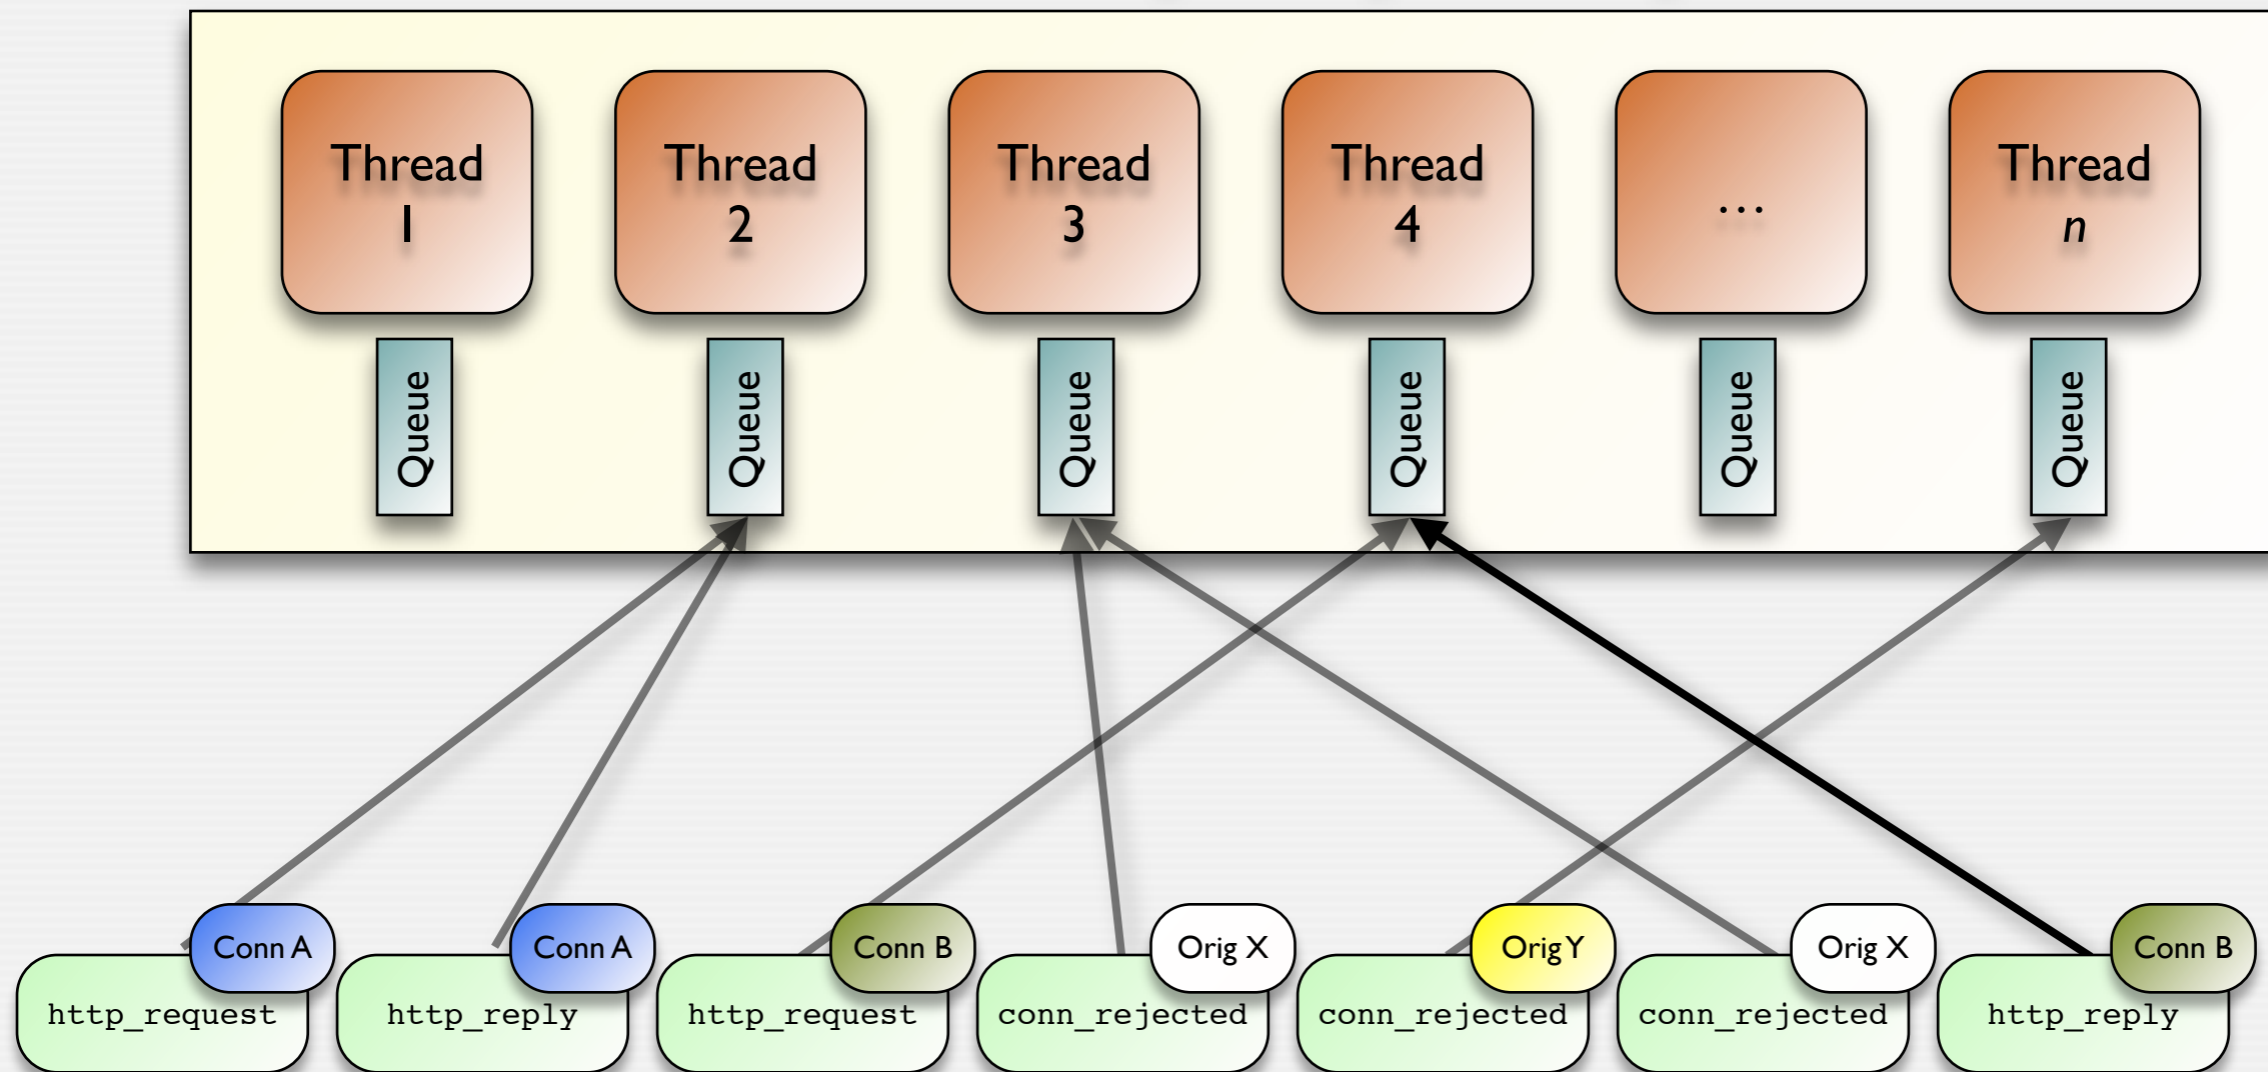 Thread
1
Thread
2
Thread
3
Thread
4
...
Thread
n
Queue
Queue
Queue
Queue
Queue
Queue
Conn A
Conn A
Conn B
Orig X
Orig Y
Orig X
Conn B
http_request
http_reply
http_request
conn_rejected
conn_rejected
conn_rejected
http_reply